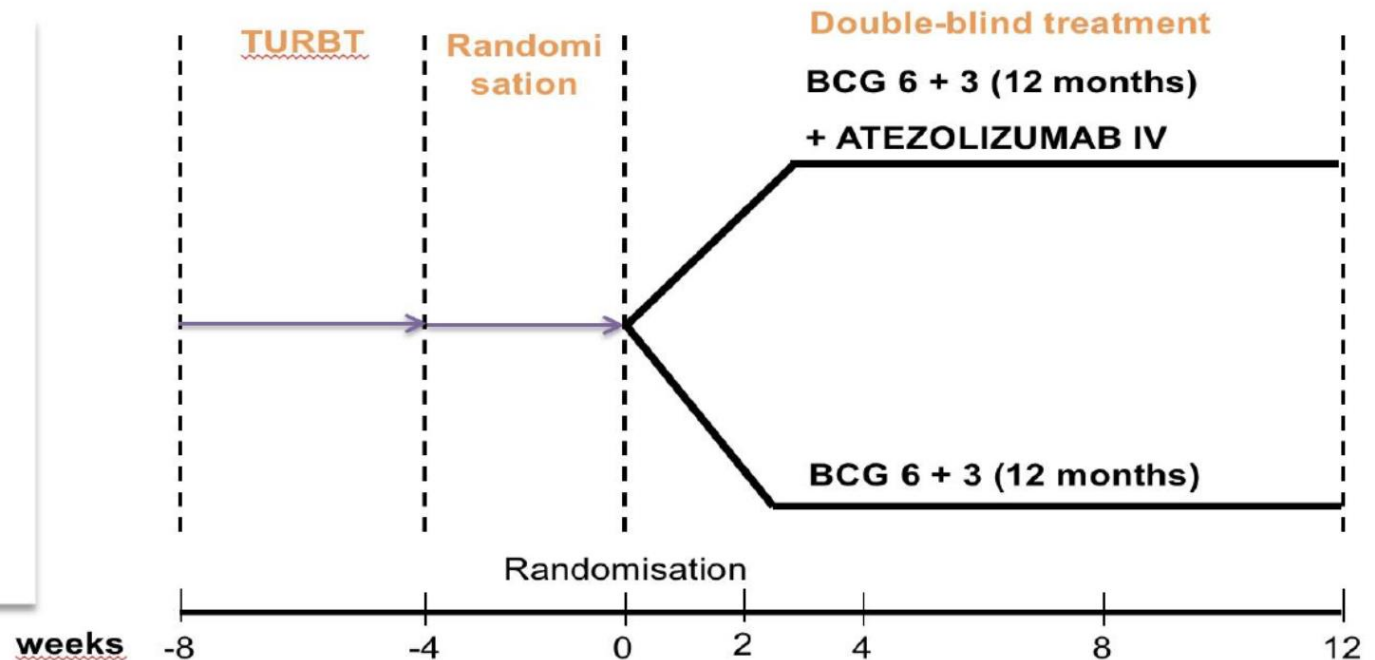 TURBT
Randomi
sation
Double-blind treatment
BCG 6 + 3 (12 months)
+ ATEZOLIZUMAB IV
BCG 6 + 3 (12 months)
Randomisation
weeks -8 -4 0 2 4 8 12